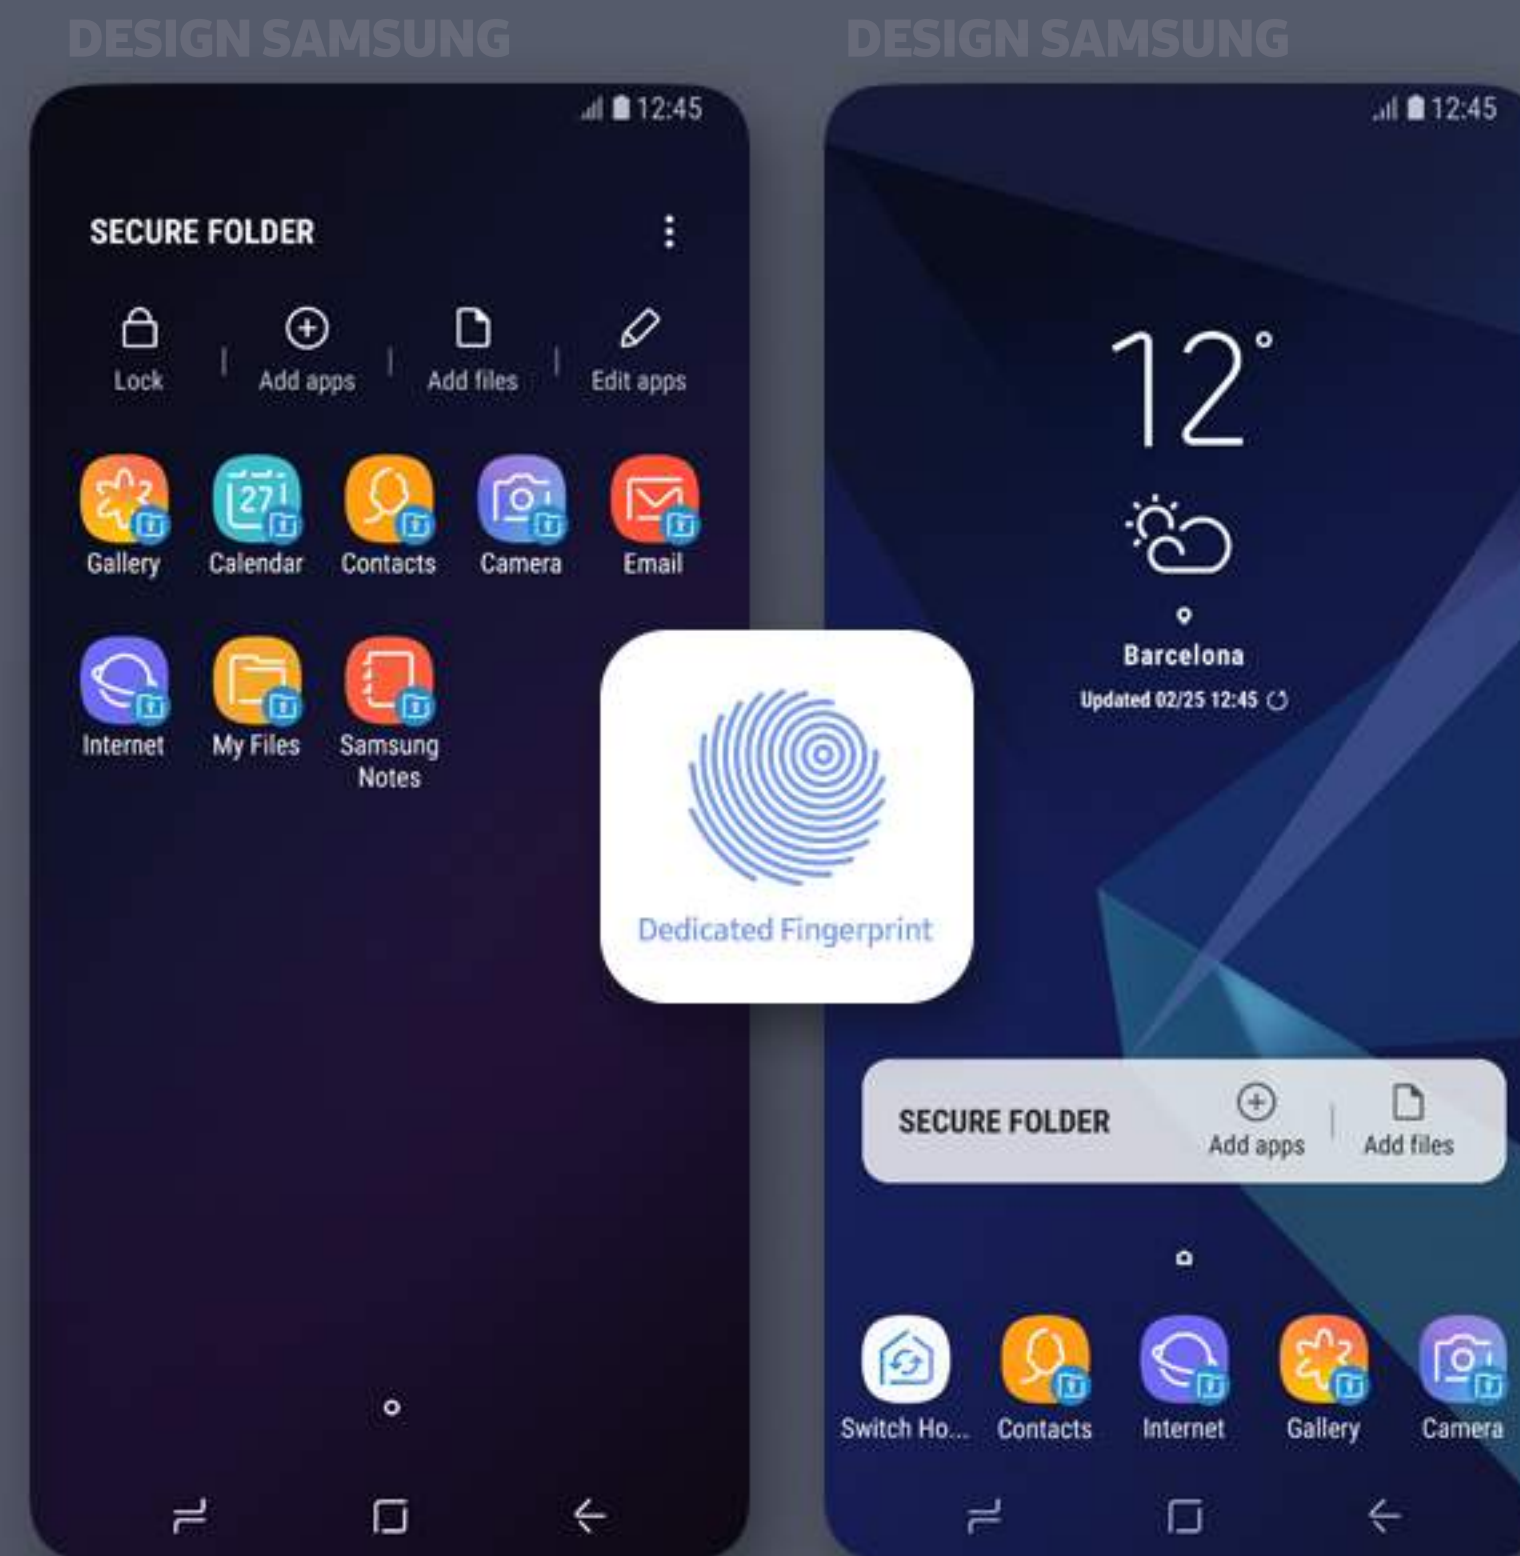 DESIGN SAMSUNG
DESIGN SAMSUNG
12:45
SECURE FOLDER
Lock
Add apps
Add files
Edit apps
27
Gallery
Calendar
Contacts
Camera
Email
Internet
My Files
Samsung
Notes
Dedicated Fingerprint
12:45
12°
Barcelona
Updated 02/25 12:45
SECURE FOLDER
Add apps
Add files
Switch Ho...
Contacts
Internet
Gallery
Camera